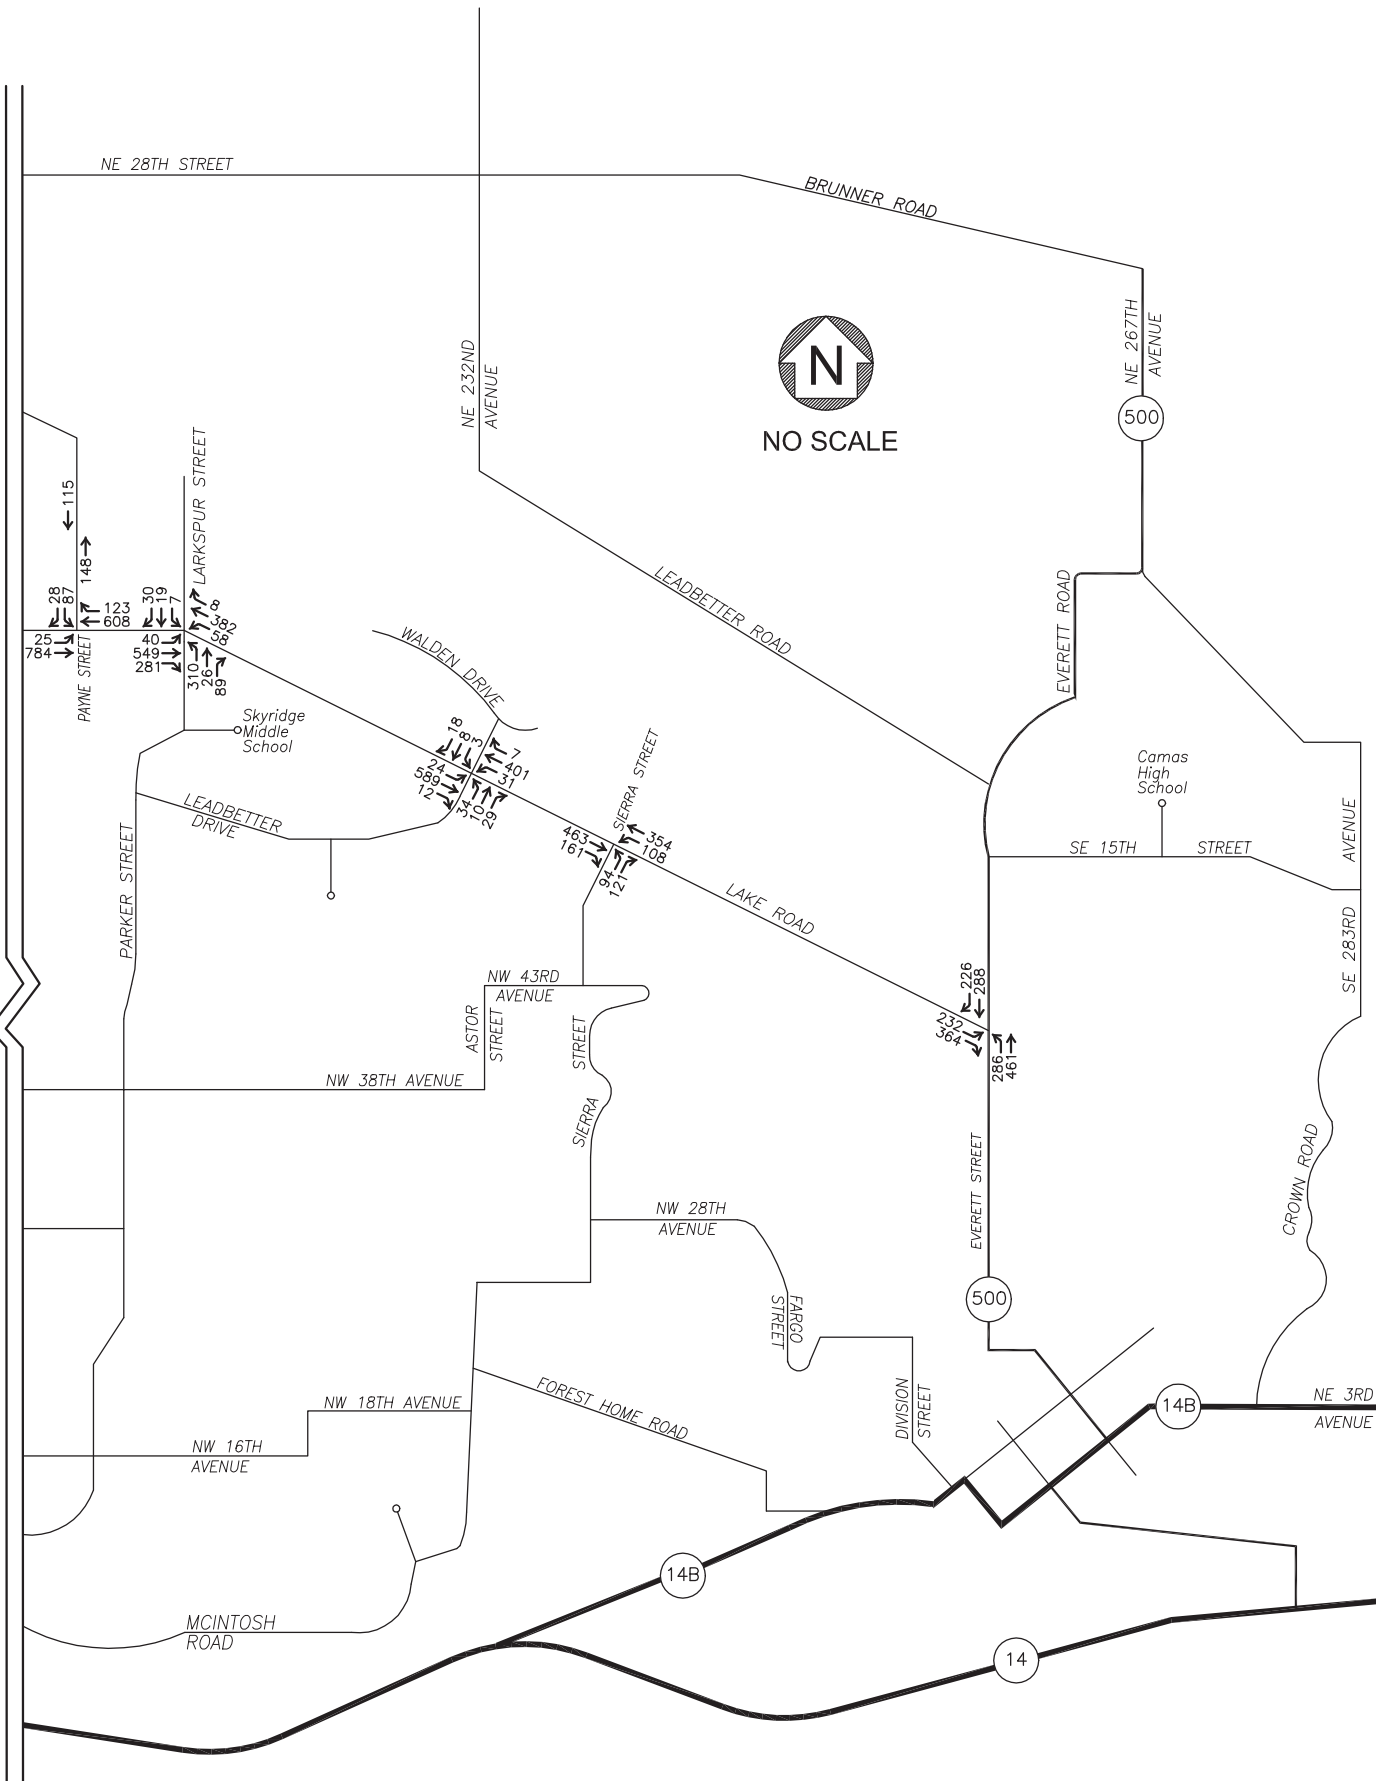 NE 28TH STREET
BRUNNER ROAD
NE 267TH
AVENUE
NE 232ND
AVENUE
N
NO SCALE
500
LARKSPUR STREET
115
148
28
87
123
608
25
784
PAYNE STREET
30
19
7
8
382
58
40
549
281
310
26
89
LEADBETTER ROAD
EVERETT ROAD
WALDEN DRIVE
Skyridge
Middle
School
18
8
3
7
401
31
24
589
12
34
10
29
SIERRA STREET
463
161
354
108
94
121
Camas
High
School
LEADBETTER
DRIVE
PARKER STREET
SE 15TH STREET
AVENUE
SE 283RD
LAKE ROAD
NW 43RD
AVENUE
ASTOR
STREET
STREET
SIERRA
226
288
232
364
286
461
NW 38TH AVENUE
EVERETT STREET
CROWN ROAD
NW 28TH
AVENUE
500
FARGO
STREET
FOREST HOME ROAD
DIVISION
STREET
14B
NE 3RD
AVENUE
NW 18TH AVENUE
NW 16TH
AVENUE
14B
MCINTOSH
ROAD
14